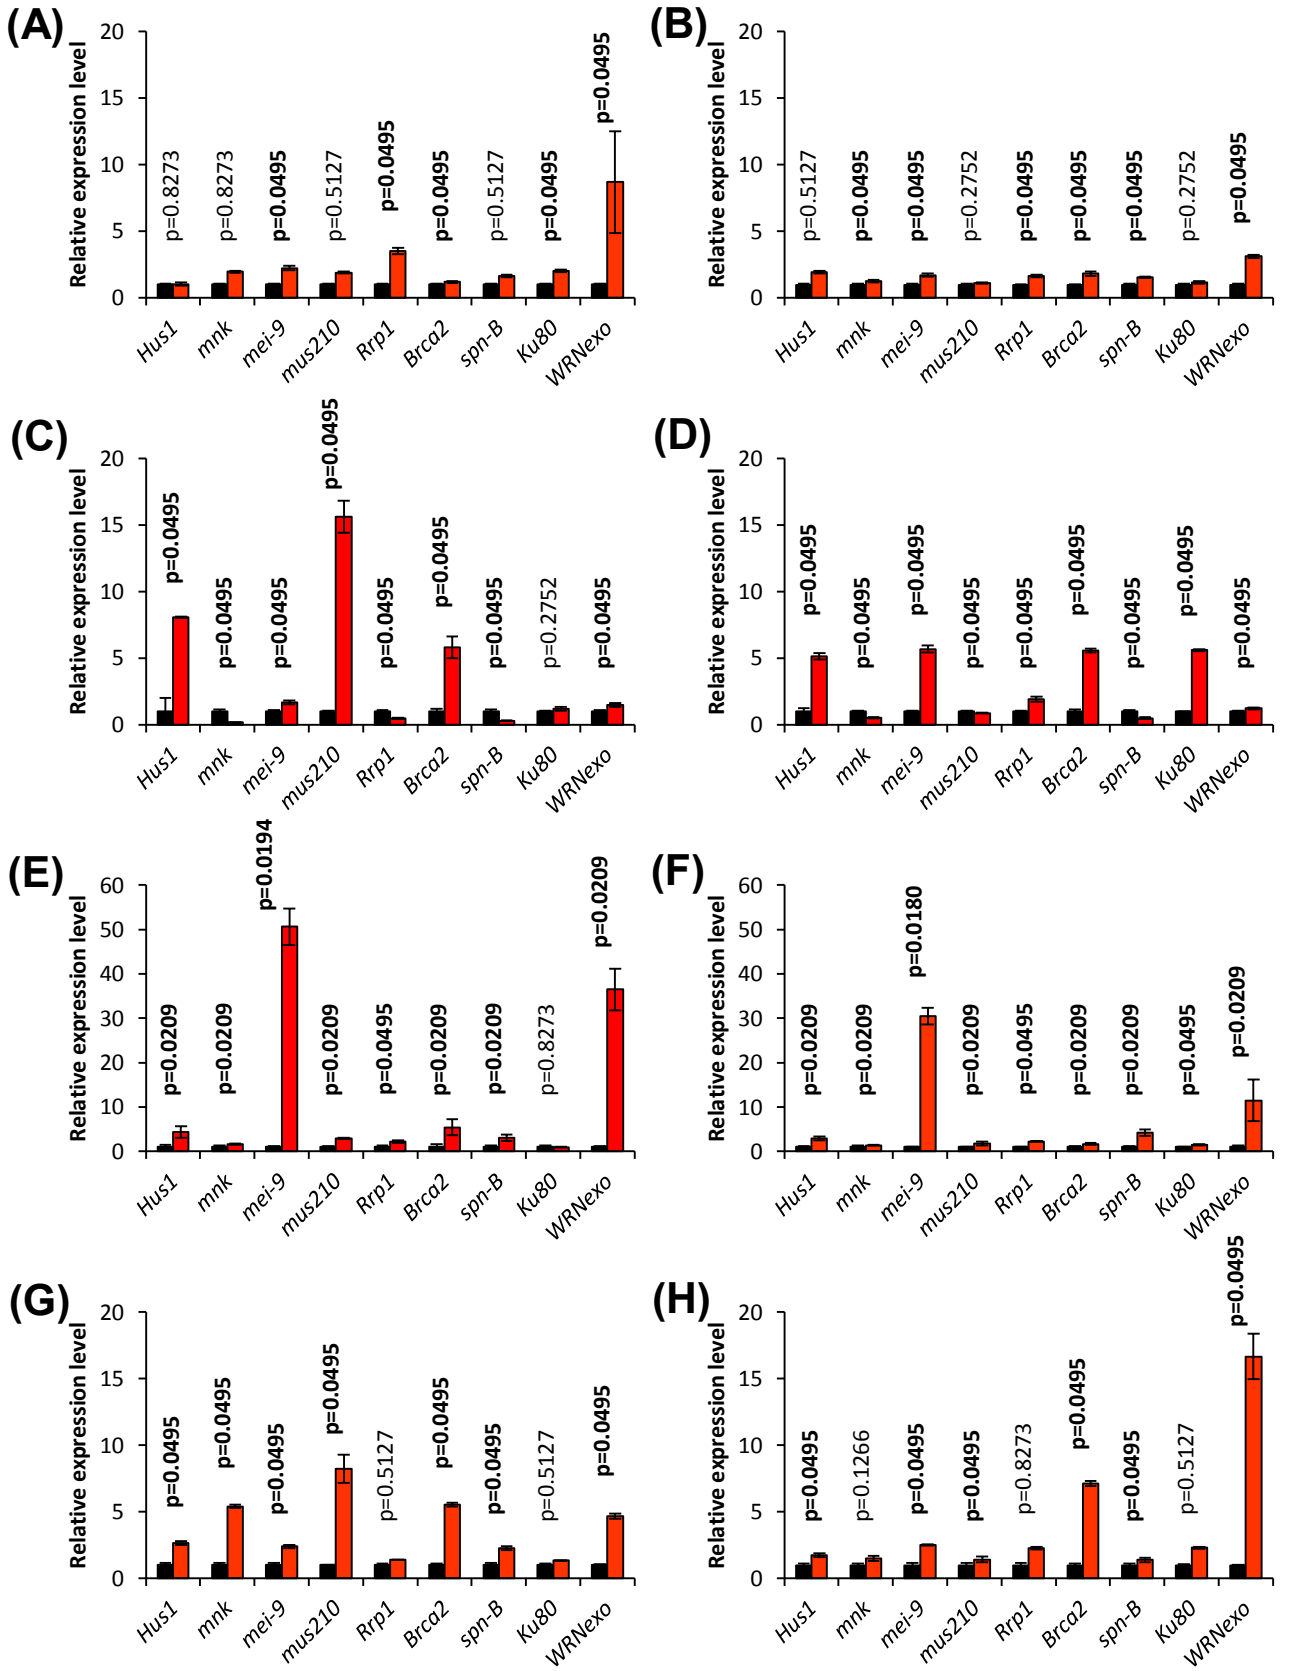 (A)
Relative expression level
20
15
10
5
0
p=0.8273
p=0.8273
p=0.0495
p=0.5127
p=0.0495
p=0.0495
p=0.5127
p=0.0495
p=0.0495
Hus1
mnk
mei-9
mus210
Rrp1
Brca2
spn-B
Ku80
WRNexo
(B)
Relative expression level
20
15
10
5
0
p=0.5127
p=0.0495
p=0.0495
p=0.2752
p=0.0495
p=0.0495
p=0.0495
p=0.2752
p=0.0495
Hus1
mnk
mei-9
mus210
Rrp1
Brca2
spn-B
Ku80
WRNexo
(C)
Relative expression level
20
15
10
5
0
p=0.0495
p=0.0495
p=0.0495
p=0.0495
p=0.0495
p=0.0495
p=0.0495
p=0.2752
p=0.0495
Hus1
mnk
mei-9
mus210
Rrp1
Brca2
spn-B
Ku80
WRNexo
(D)
Relative expression level
20
15
10
5
0
p=0.0495
p=0.0495
p=0.0495
p=0.0495
p=0.0495
p=0.0495
p=0.0495
p=0.0495
p=0.0495
Hus1
mnk
mei-9
mus210
Rrp1
Brca2
spn-B
Ku80
WRNexo
(E)
Relative expression level
60
50
40
30
20
10
0
p=0.0209
p=0.0209
p=0.0194
p=0.0209
p=0.0495
p=0.0209
p=0.0209
p=0.8273
p=0.0209
Hus1
mnk
mei-9
mus210
Rrp1
Brca2
spn-B
Ku80
WRNexo
(F)
Relative expression level
60
50
40
30
20
10
0
p=0.0209
p=0.0209
p=0.0180
p=0.0209
p=0.0495
p=0.0209
p=0.0209
p=0.0495
p=0.0209
Hus1
mnk
mei-9
mus210
Rrp1
Brca2
spn-B
Ku80
WRNexo
(G)
Relative expression level
20
15
10
5
0
p=0.0495
p=0.0495
p=0.0495
p=0.0495
p=0.5127
p=0.0495
p=0.0495
p=0.5127
p=0.0495
Hus1
mnk
mei-9
mus210
Rrp1
Brca2
spn-B
Ku80
WRNexo
(H)
Relative expression level
20
15
10
5
0
p=0.0495
p=0.1266
p=0.0495
p=0.0495
p=0.8273
p=0.0495
p=0.0495
p=0.5127
p=0.0495
Hus1
mnk
mei-9
mus210
Rrp1
Brca2
spn-B
Ku80
WRNexo